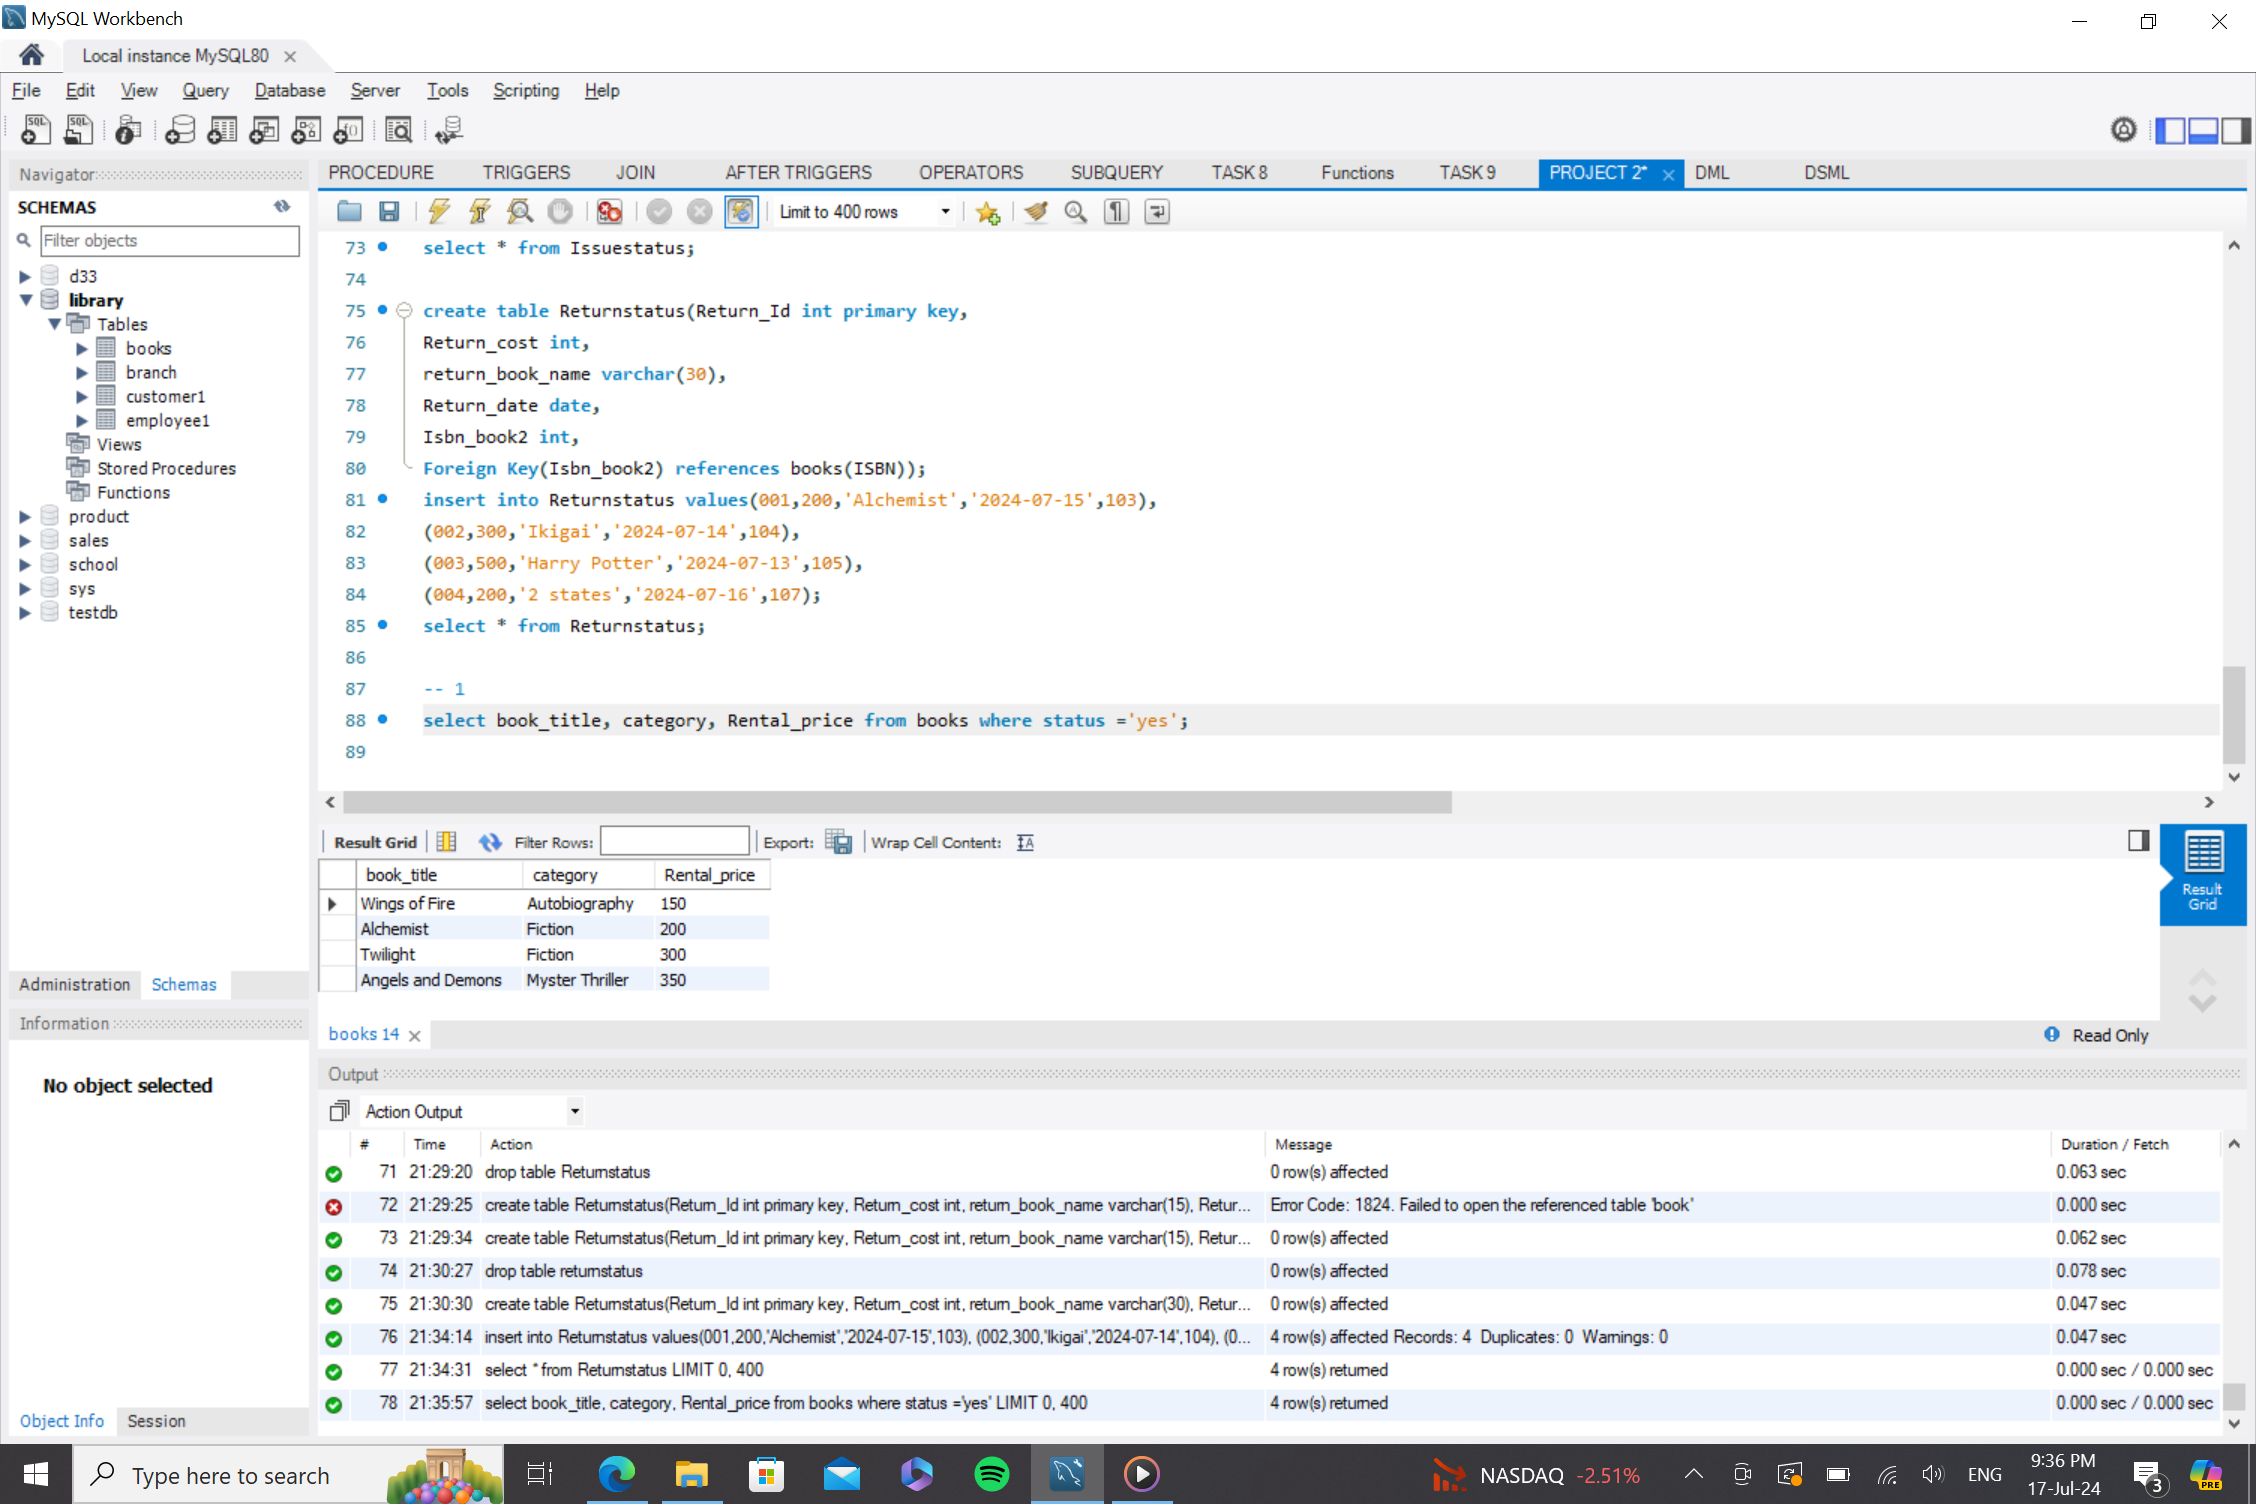 MySQL Workbench
Local instance MySQL80
File Edit View Query Database Server Tools Scripting Help
Navigator
SCHEMAS
Filter objects
d33
library
Tables
books
branch
customer1
employee1
Views
Stored Procedures
Functions
product
sales
school
sys
testdb
Administration Schemas
Information
No object selected
Object Info Session
PROCEDURE TRIGGERS JOIN AFTER TRIGGERS OPERATORS SUBQUERY TASK 8 Functions TASK 9 PROJECT 2* DML DSML
Limit to 400 rows
73 select * from Issuestatus;
74
75 create table Returnstatus(Return_Id int primary key,
76 Return_cost int,
77 return_book_name varchar(30),
78 Return_date date,
79 Isbn_book2 int,
80 Foreign Key(Isbn_book2) references books(ISBN));
81 insert into Returnstatus values(001,200,'Alchemist','2024-07-15',103),
82 (002,300,'Ikigai','2024-07-14',104),
83 (003,500,'Harry Potter','2024-07-13',105),
84 (004,200,'2 states','2024-07-16',107);
85 select * from Returnstatus;
86
87 -- 1
88 select book_title, category, Rental_price from books where status ='yes';
89
Result Grid Filter Rows: Export: Wrap Cell Content:
book_title category Rental_price
Wings of Fire Autobiography 150
Alchemist Fiction 200
Twilight Fiction 300
Angels and Demons Myster Thriller 350
Result Grid
books 14
Read Only
Output
Action Output
# Time Action Message Duration / Fetch
71 21:29:20 drop table Returnstatus 0 row(s) affected 0.063 sec
72 21:29:25 create table Returnstatus(Return_Id int primary key, Return_cost int, return_book_name varchar(15), Retur... Error Code: 1824. Failed to open the referenced table 'book' 0.000 sec
73 21:29:34 create table Returnstatus(Return_Id int primary key, Return_cost int, return_book_name varchar(15), Retur... 0 row(s) affected 0.062 sec
74 21:30:27 drop table returnstatus 0 row(s) affected 0.078 sec
75 21:30:30 create table Returnstatus(Return_Id int primary key, Return_cost int, return_book_name varchar(30), Retur... 0 row(s) affected 0.047 sec
76 21:34:14 insert into Returnstatus values(001,200,'Alchemist','2024-07-15',103), (002,300,'Ikigai','2024-07-14',104), (0... 4 row(s) affected Records: 4 Duplicates: 0 Warnings: 0 0.047 sec
77 21:34:31 select * from Returnstatus LIMIT 0, 400 4 row(s) returned 0.000 sec / 0.000 sec
78 21:35:57 select book_title, category, Rental_price from books where status ='yes' LIMIT 0, 400 4 row(s) returned 0.000 sec / 0.000 sec
Type here to search
NASDAQ -2.51%
ENG
9:36 PM
17-Jul-24
3
PRE